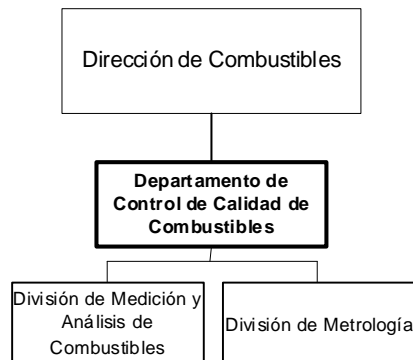 Dirección de Combustibles
Departamento de
Control de Calidad de
Combustibles
División de Medición y
Análisis de
Combustibles
División de Metrología